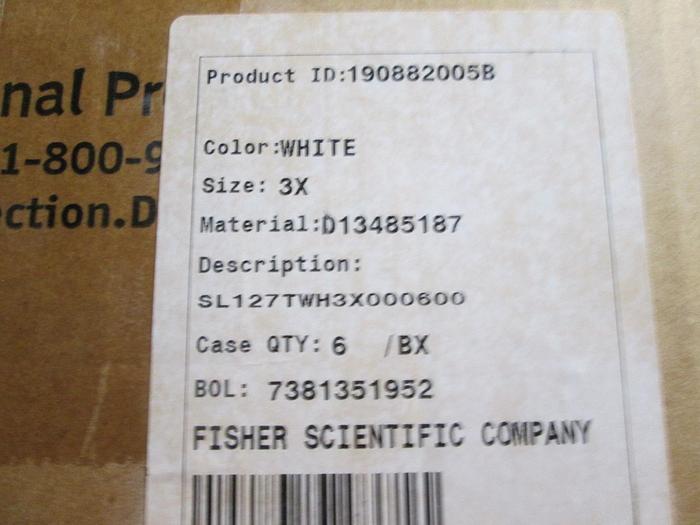 nal Pr
1-800-9
ection.D
Product ID:190882005B
Color:WHITE
Size: 3X
Material:D13485187
Description:
SL127TWH3X000600
Case QTY: 6 /BX
BOL: 7381351952
FISHER SCIENTIFIC COMPANY